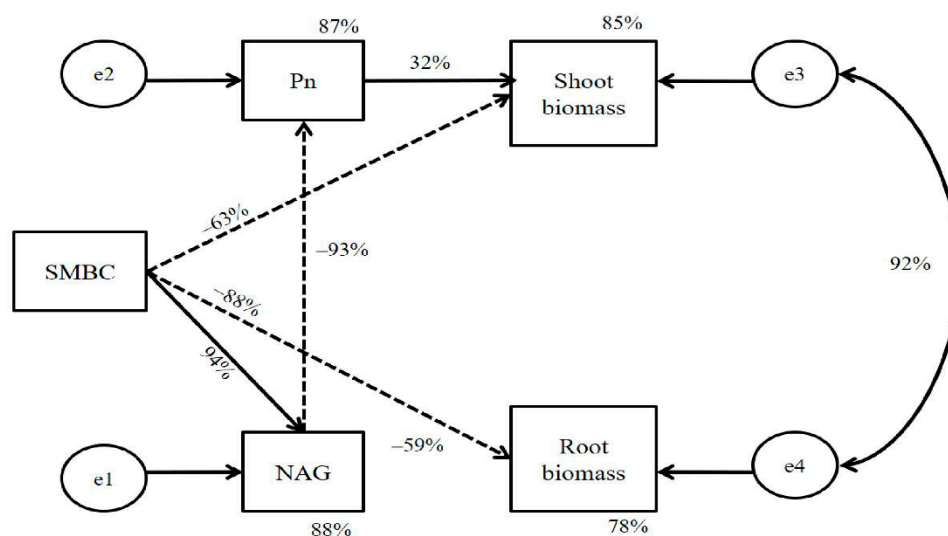 87%
85%
e2
Pn
32%
Shoot
biomass
e3
–63%
SMBC
–93%
92%
–88%
94%
–59%
e1
NAG
Root
biomass
e4
88%
78%